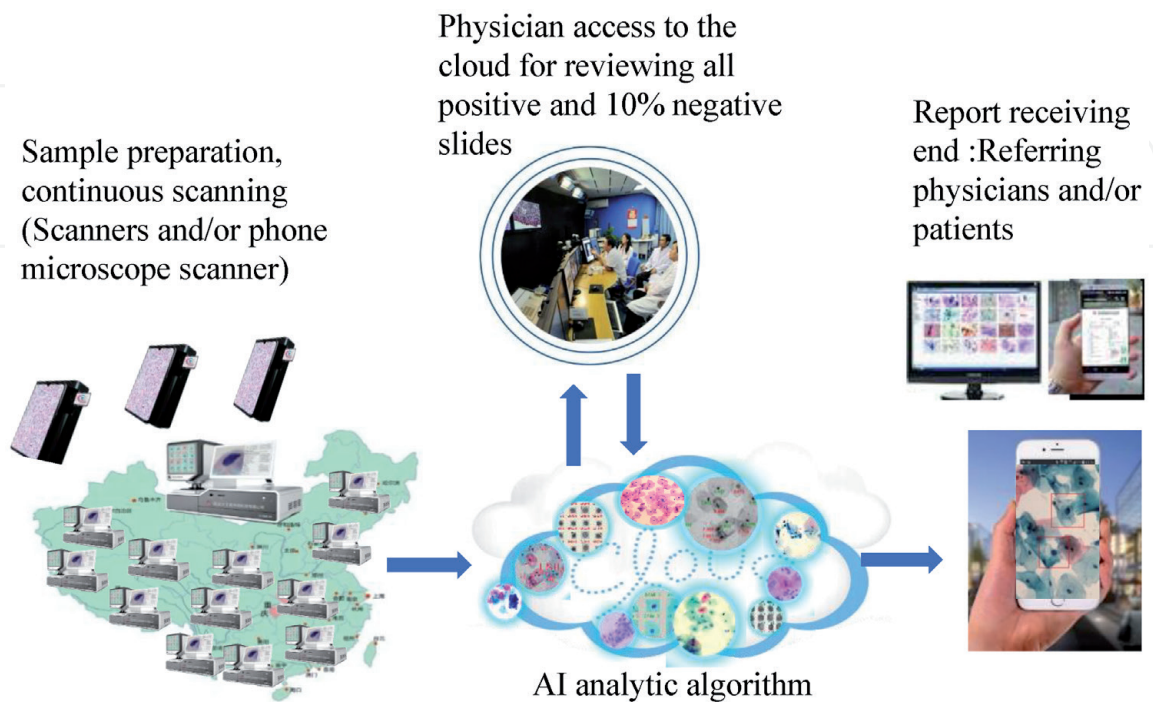 Sample preparation,
continuous scanning
(Scanners and/or phone
microscope scanner)
Physician access to the
cloud for reviewing all
positive and 10% negative
slides
Report receiving
end :Referring
physicians and/or
patients
cloud
AI analytic algorithm